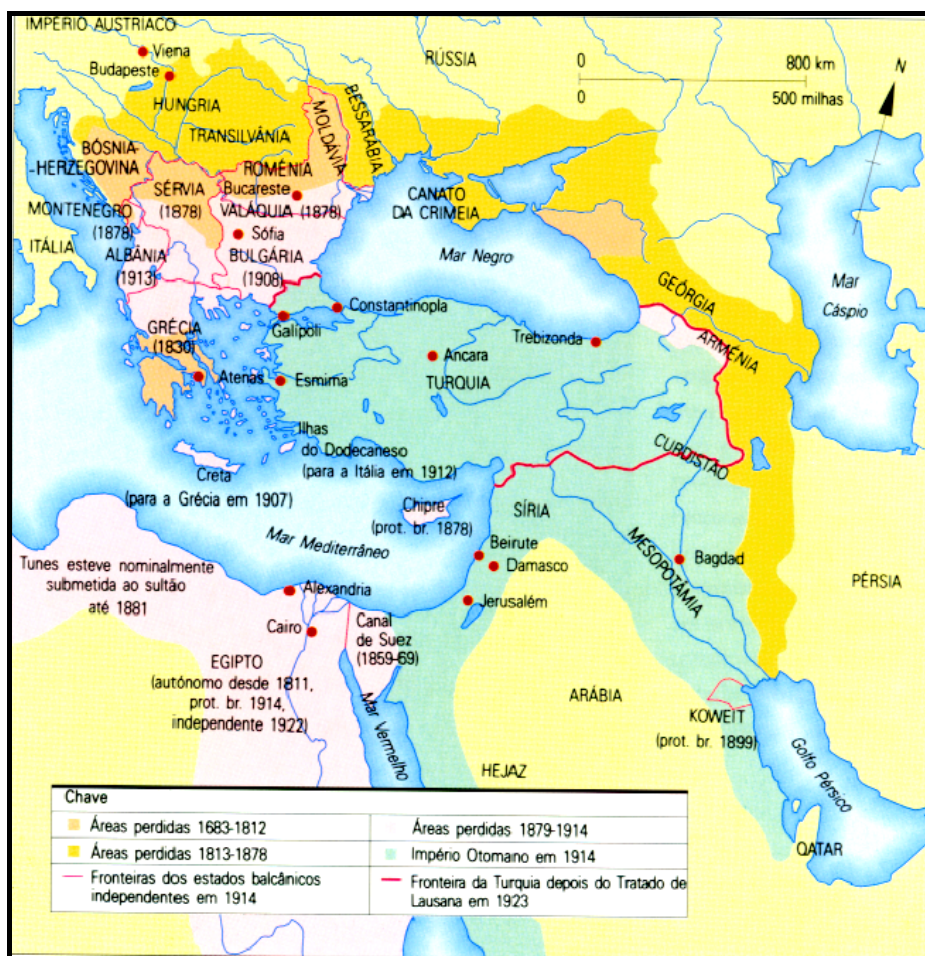 IMPÉRIO AUSTRÍACO
Viena
Budapeste
HUNGRIA
TRANSILVÂNIA
MOLDAVIA
BESSARÁBIA
RÚSSIA
0
800 km
0
500 milhas
N
BÓSNIA-
HERZEGOVINA
SÉRVIA
(1878)
ROMÉNIA
Bucareste
VALÁQUIA (1878)
MONTENEGRO
(1878)
Sófia
ITÁLIA
ALBÂNIA
(1913)
BULGÁRIA
(1908)
CANATO
DA CRIMEIA
Mar Negro
GEÓRGIA
Mar
Cáspio
Constantinopla
Galípoli
GRÉCIA
(1830)
Trebizonda
ARMÉNIA
Ancara
TURQUIA
Atenas
Esmirna
Ilhas
do Dodecaneso
(para a Itália em 1912)
CURDISTÃO
Creta
(para a Grécia em 1907)
Chipre
(prot. br. 1878)
SÍRIA
Mar Mediterrâneo
Beirute
Damasco
MESOPOTÁMIA
Bagdad
PÉRSIA
Tunes esteve nominalmente
submetida ao sultão
até 1881
Alexandria
Jerusalém
Cairo
Canal
de Suez
(1859-69)
EGIPTO
(autónomo desde 1811,
prot. br. 1914,
independente 1922)
Mar Vermelho
ARÁBIA
KOWEIT
(prot. br. 1899)
Golfo Pérsico
HEJAZ
QATAR
Chave
Áreas perdidas 1683-1812
Áreas perdidas 1879-1914
Áreas perdidas 1813-1878
Império Otomano em 1914
Fronteiras dos estados balcânicos
independentes em 1914
Fronteira da Turquia depois do Tratado de
Lausana em 1923